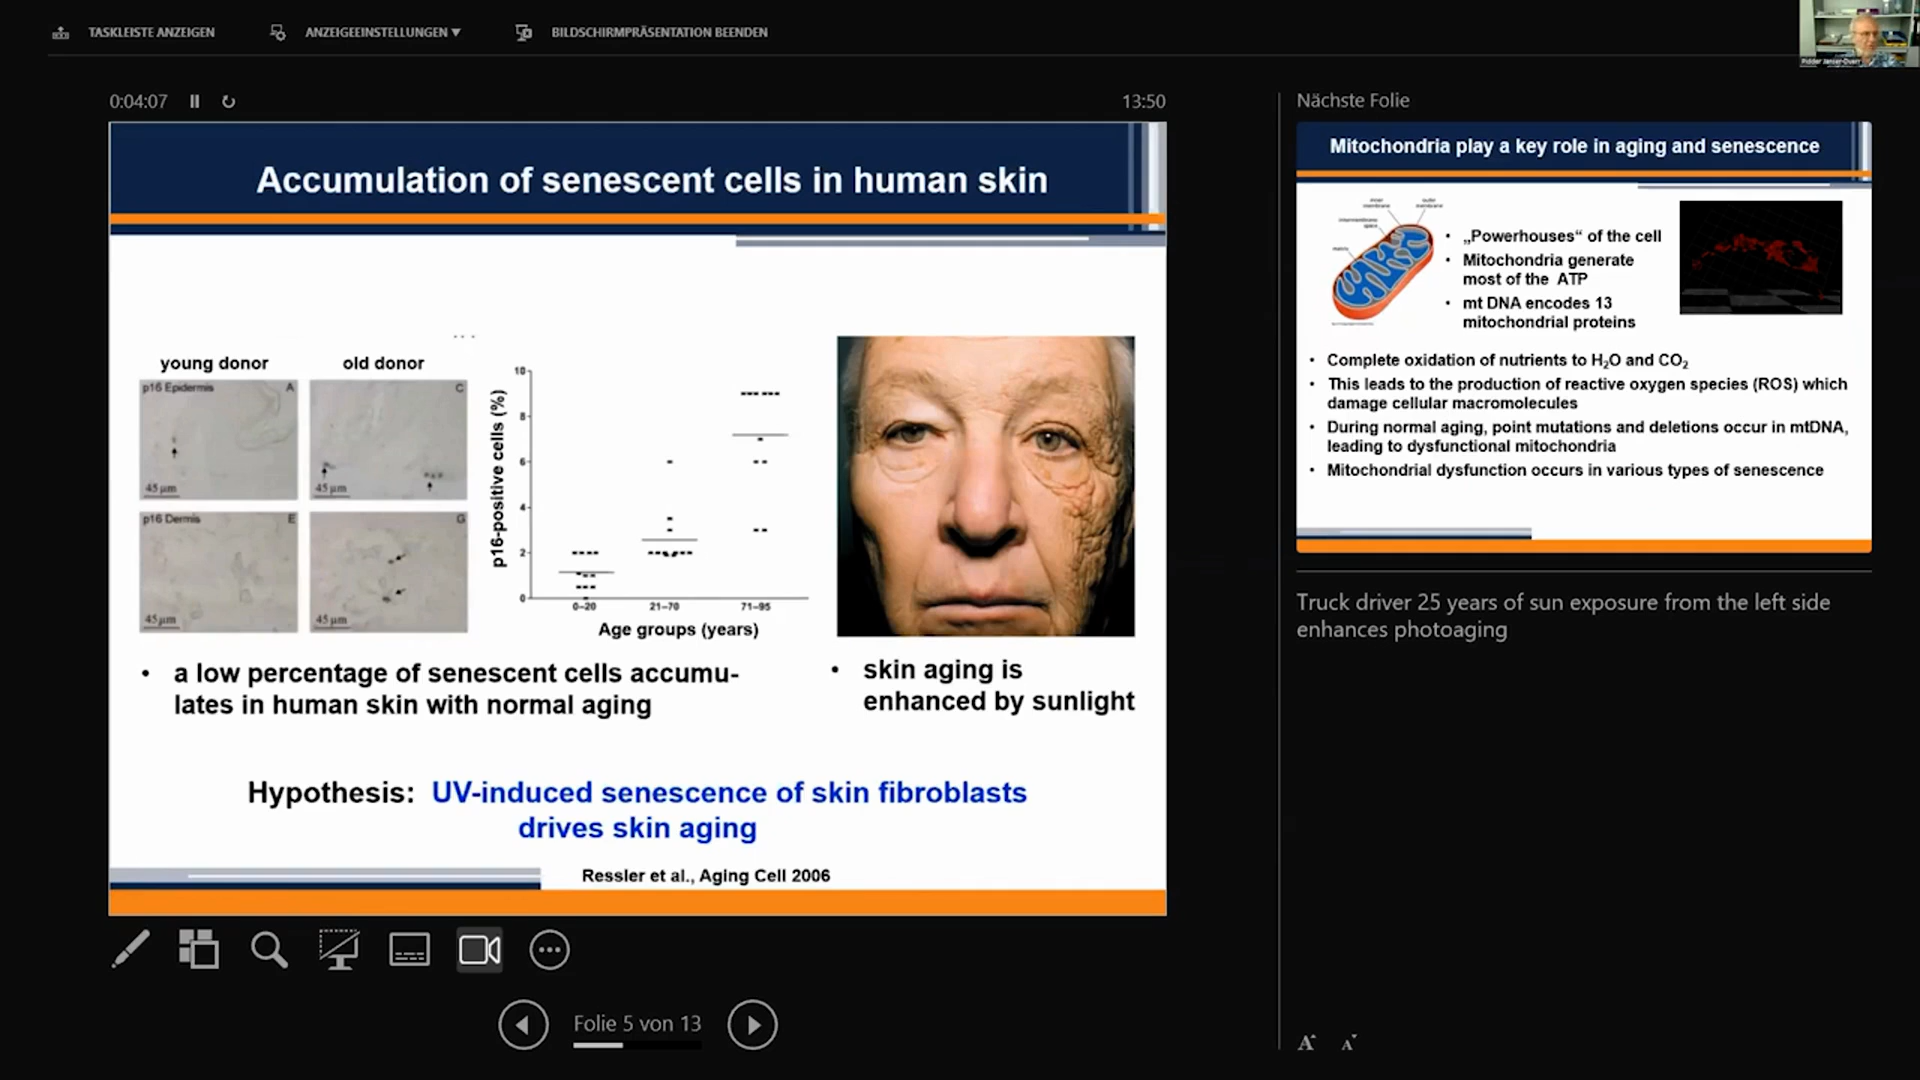 TASKLEISTE ANZEIGEN
ANZEIGEEINSTELLUNGEN ▼
BILDSCHIRMPRÄSENTATION BEENDEN
0:04:07
13:50
Accumulation of senescent cells in human skin
young donor
old donor
p16 Epidermis
A
C
45 µm
45 µm
p16 Dermis
E
G
45 µm
45 µm
p16-positive cells (%)
10
8
6
4
2
0
0–20
21–70
71–95
Age groups (years)
• a low percentage of senescent cells accumu-
lates in human skin with normal aging
• skin aging is
enhanced by sunlight
Hypothesis: UV-induced senescence of skin fibroblasts
drives skin aging
Ressler et al., Aging Cell 2006
Folie 5 von 13
Nächste Folie
Mitochondria play a key role in aging and senescence
inner
membrane
outer
membrane
intermembrane
space
matrix
• „Powerhouses“ of the cell
• Mitochondria generate
most of the ATP
• mt DNA encodes 13
mitochondrial proteins
• Complete oxidation of nutrients to H₂O and CO₂
• This leads to the production of reactive oxygen species (ROS) which
damage cellular macromolecules
• During normal aging, point mutations and deletions occur in mtDNA,
leading to dysfunctional mitochondria
• Mitochondrial dysfunction occurs in various types of senescence
Truck driver 25 years of sun exposure from the left side
enhances photoaging
A
A